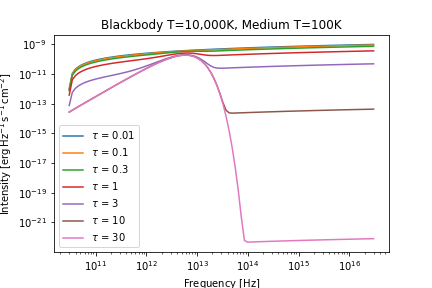 Blackbody T=10,000K, Medium T=100K
Intensity [erg Hz⁻¹ s⁻¹ cm⁻²]
10⁻⁹
10⁻¹¹
10⁻¹³
10⁻¹⁵
10⁻¹⁷
10⁻¹⁹
10⁻²¹
τ = 0.01
τ = 0.1
τ = 0.3
τ = 1
τ = 3
τ = 10
τ = 30
10¹¹ 10¹² 10¹³ 10¹⁴ 10¹⁵ 10¹⁶
Frequency [Hz]